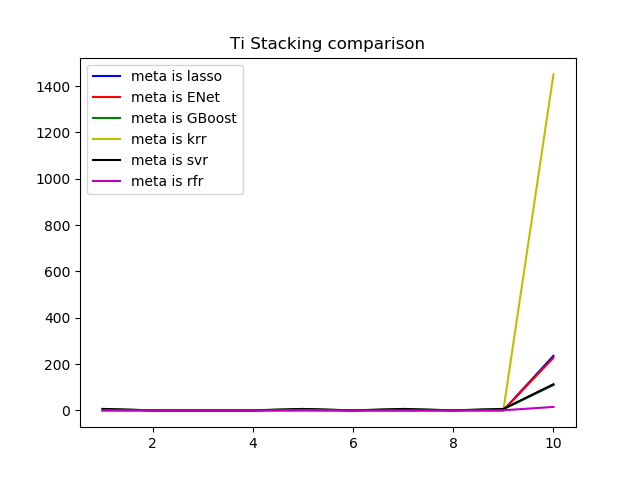 Ti Stacking comparison
meta is lasso
meta is ENet
meta is GBoost
meta is krr
meta is svr
meta is rfr
1400
1200
1000
800
600
400
200
0
2 4 6 8 10